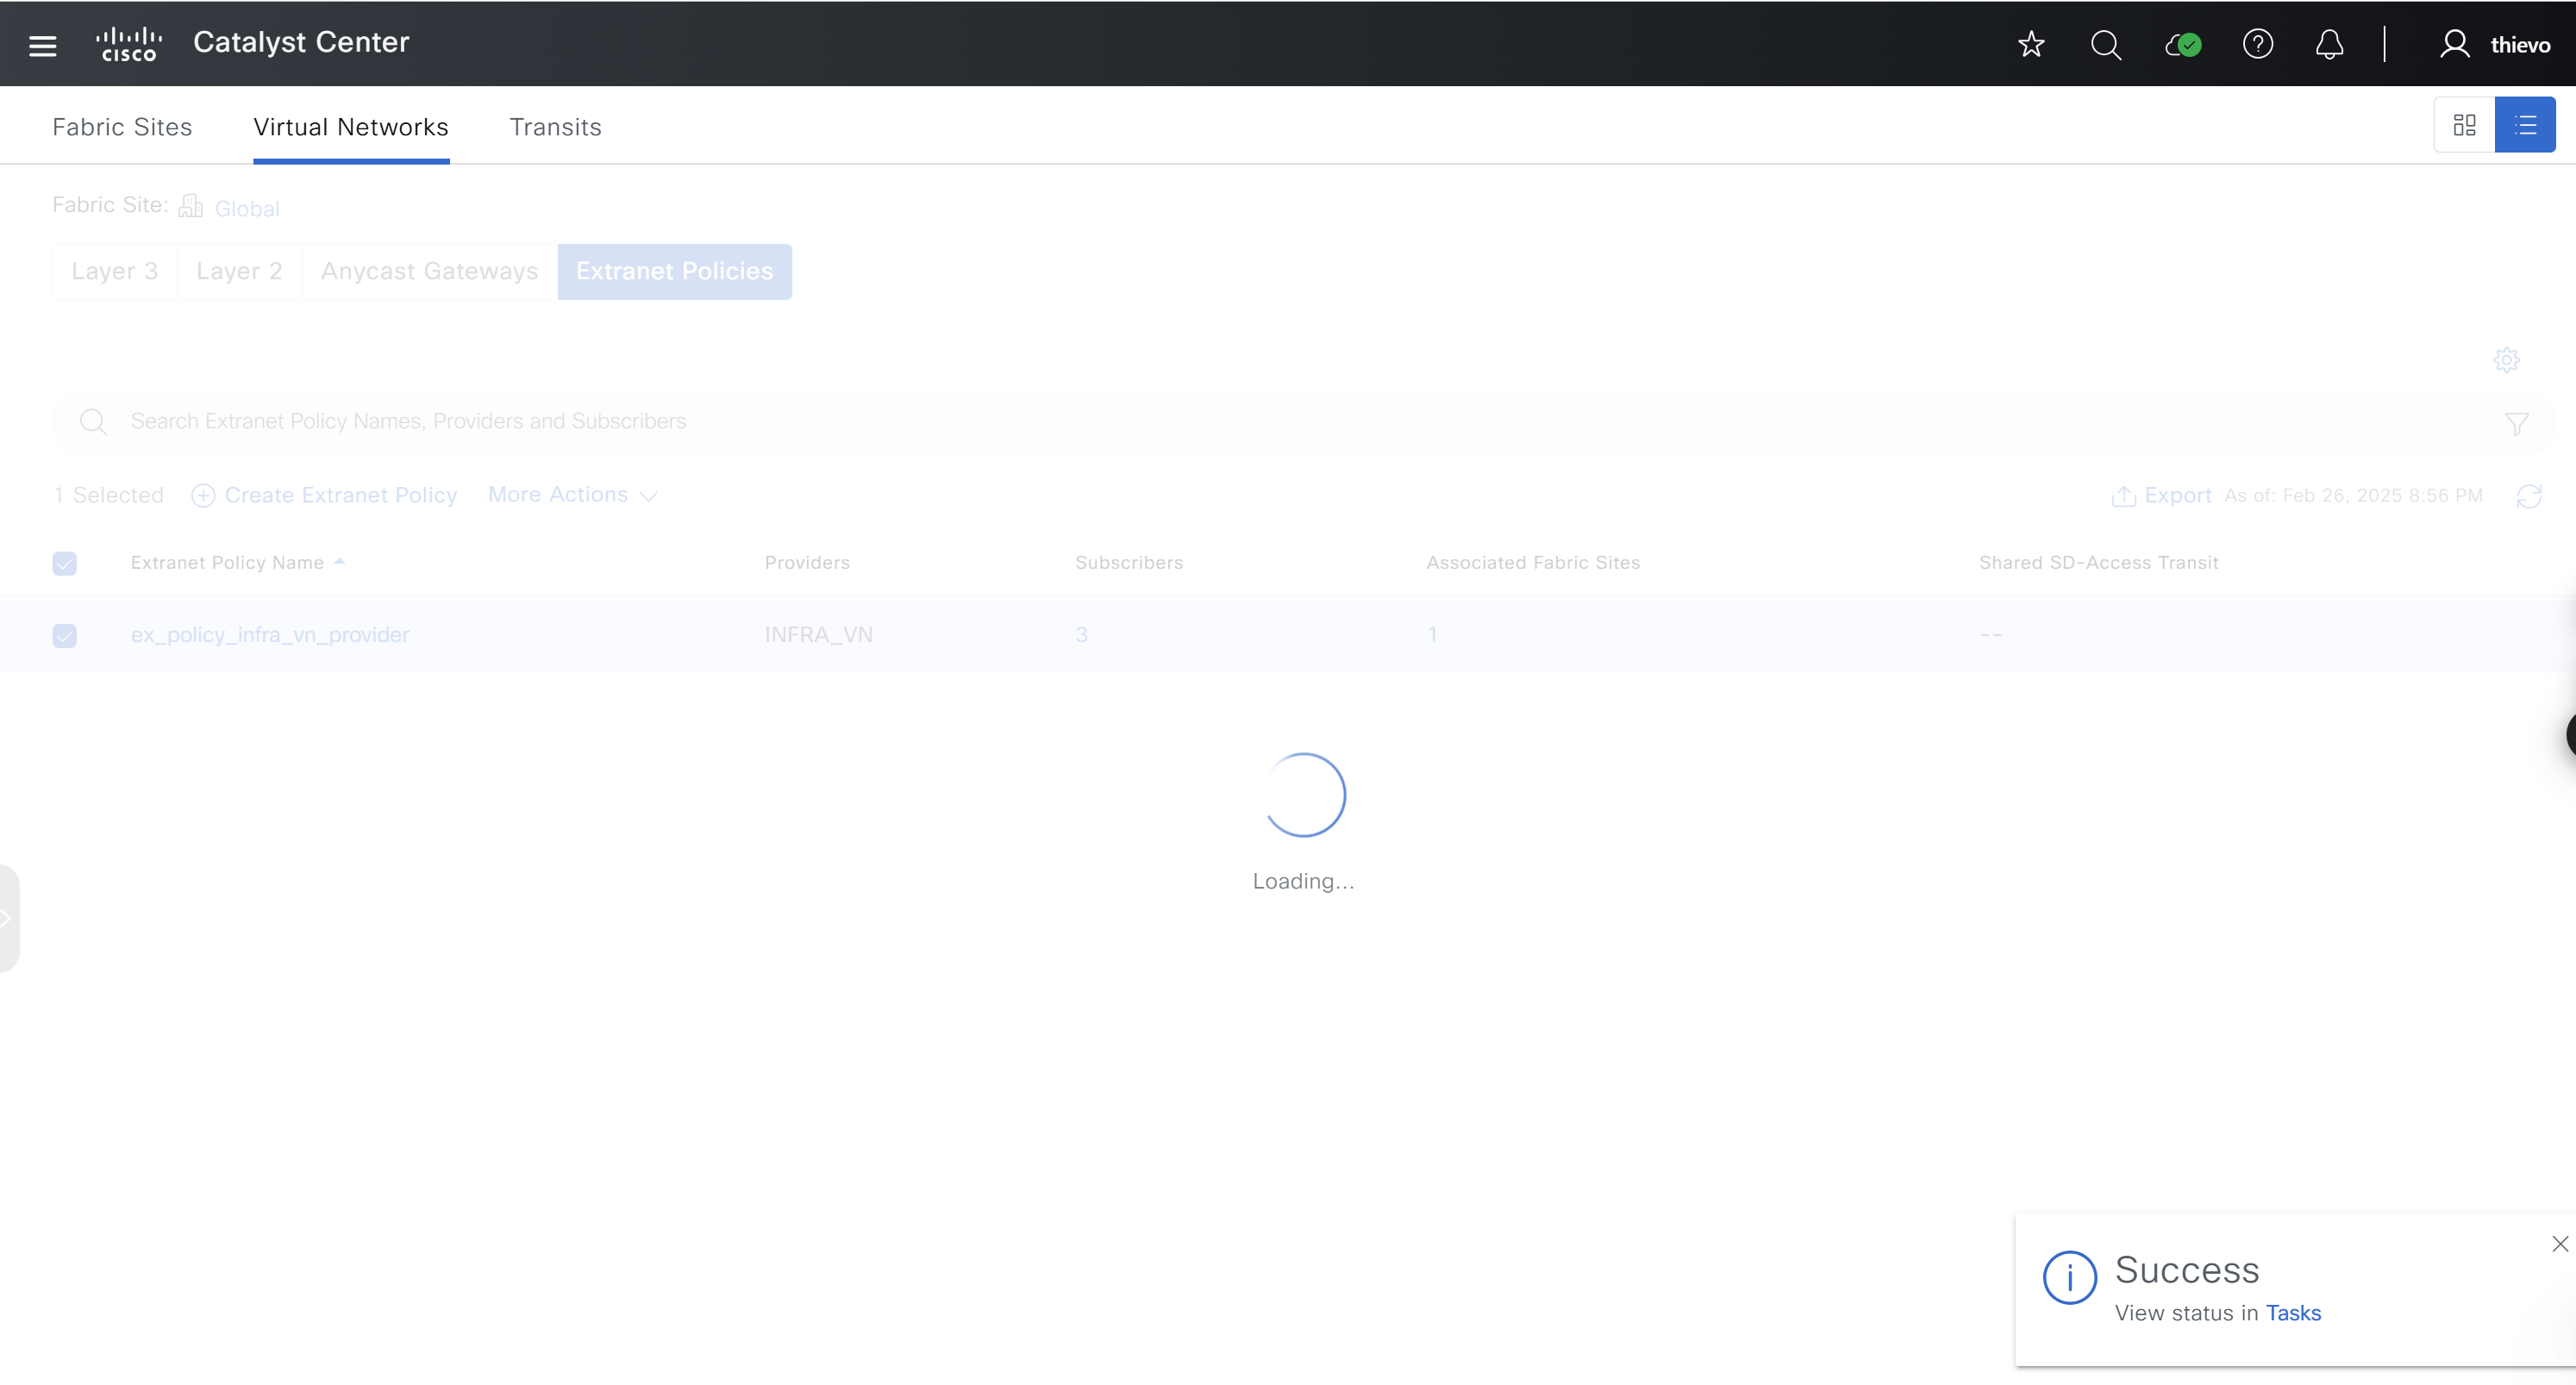 CISCO
Catalyst Center
thievo
Fabric Sites
Virtual Networks
Transits
Fabric Site:
Global
Layer 3
Layer 2
Anycast Gateways
Extranet Policies
Search Extranet Policy Names, Providers and Subscribers
1 Selected
Create Extranet Policy
More Actions
Export
As of: Feb 26, 2025 8:56 PM
Extranet Policy Name
Providers
Subscribers
Associated Fabric Sites
Shared SD-Access Transit
ex_policy_infra_vn_provider
INFRA_VN
3
1
--
Loading...
Success
View status in Tasks